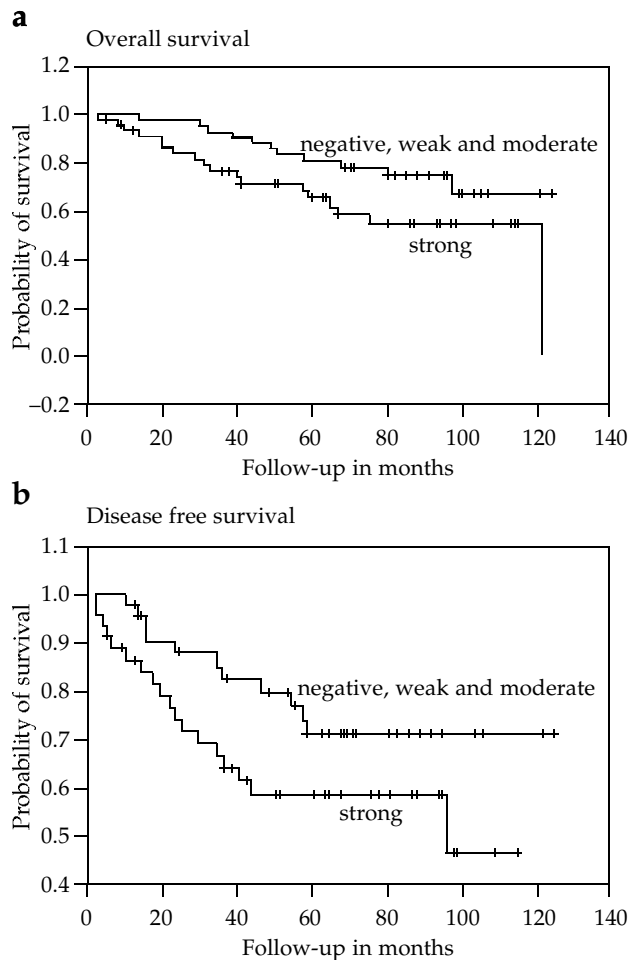 a
Overall survival
1.2
1.0
0.8
0.6
0.4
0.2
0.0
–0.2
Probability of survival
negative, weak and moderate
strong
0 20 40 60 80 100 120 140
Follow-up in months
b
Disease free survival
1.1
1.0
0.9
0.8
0.7
0.6
0.5
0.4
Probability of survival
negative, weak and moderate
strong
0 20 40 60 80 100 120 140
Follow-up in months